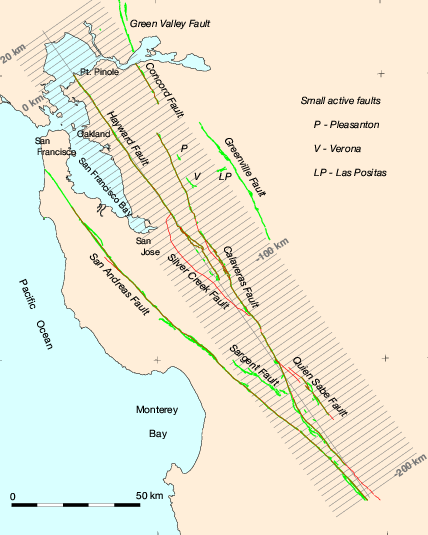 Green Valley Fault
20 km
Pt. Pinole
Concord Fault
0 km
Small active faults
Hayward Fault
P - Pleasanton
Oakland
San
Francisco
P
Greenville Fault
V - Verona
San Francisco Bay
V
LP
LP - Las Positas
San
Jose
-100 km
Silver Creek Fault
Calaveras Fault
San Andreas Fault
Pacific Ocean
Sargent Fault
Quien Sabe Fault
Monterey
Bay
-200 km
0
50 km